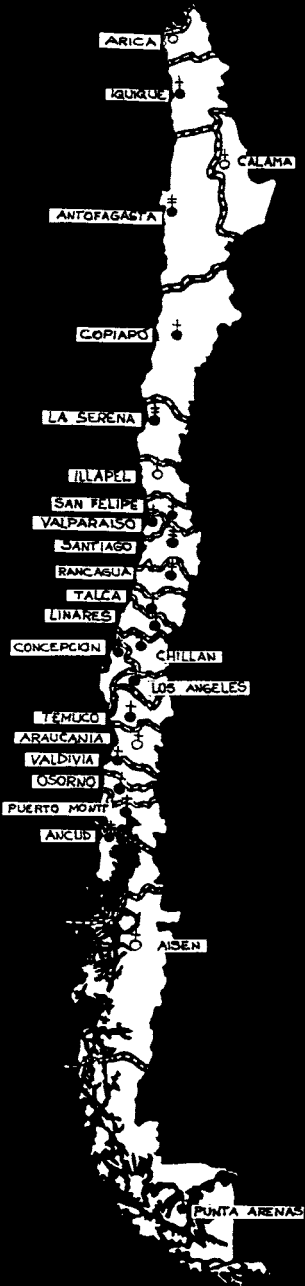 ARICA
IQUIQUE
CALAMA
ANTOFAGASTA
COPIAPO
LA SERENA
ILLAPEL
SAN FELIPE
VALPARAISO
SANTIAGO
RANCAGUA
TALCA
LINARES
CONCEPCION
CHILLAN
LOS ANGELES
TEMUCO
ARAUCANIA
VALDIVIA
OSORNO
PUERTO MONTT
ANCUD
AISEN
PUNTA ARENAS